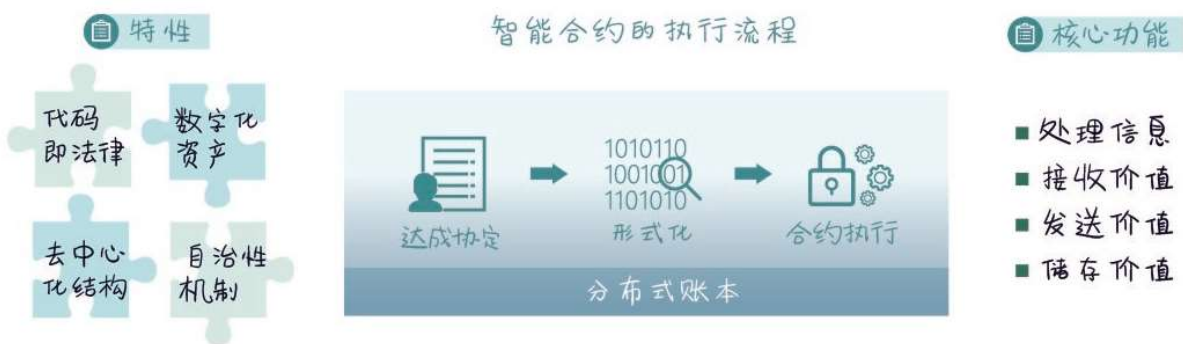 特性
代码
即法律
数字化
资产
去中心
化结构
自治性
机制
智能合约的执行流程
1010110
1001001
1101010
达成协定
形式化
合约执行
分布式账本
核心功能
处理信息
接收价值
发送价值
储存价值